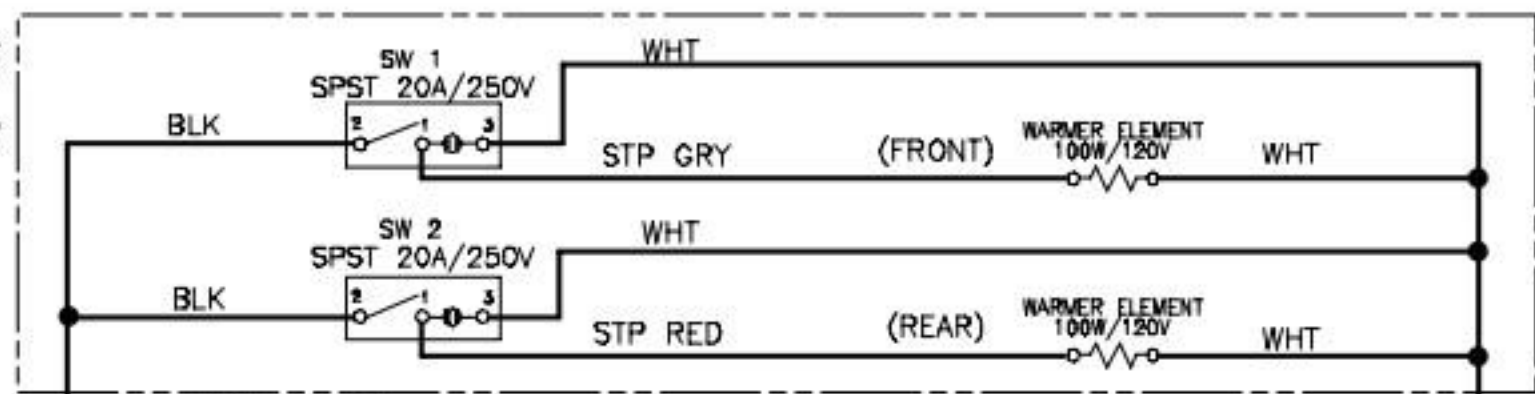 SW 1
SPST 20A/250V
WHT
BLK
2 1 3
STP GRY
(FRONT)
WARMER ELEMENT
100W/120V
WHT
SW 2
SPST 20A/250V
WHT
BLK
2 1 3
STP RED
(REAR)
WARMER ELEMENT
100W/120V
WHT